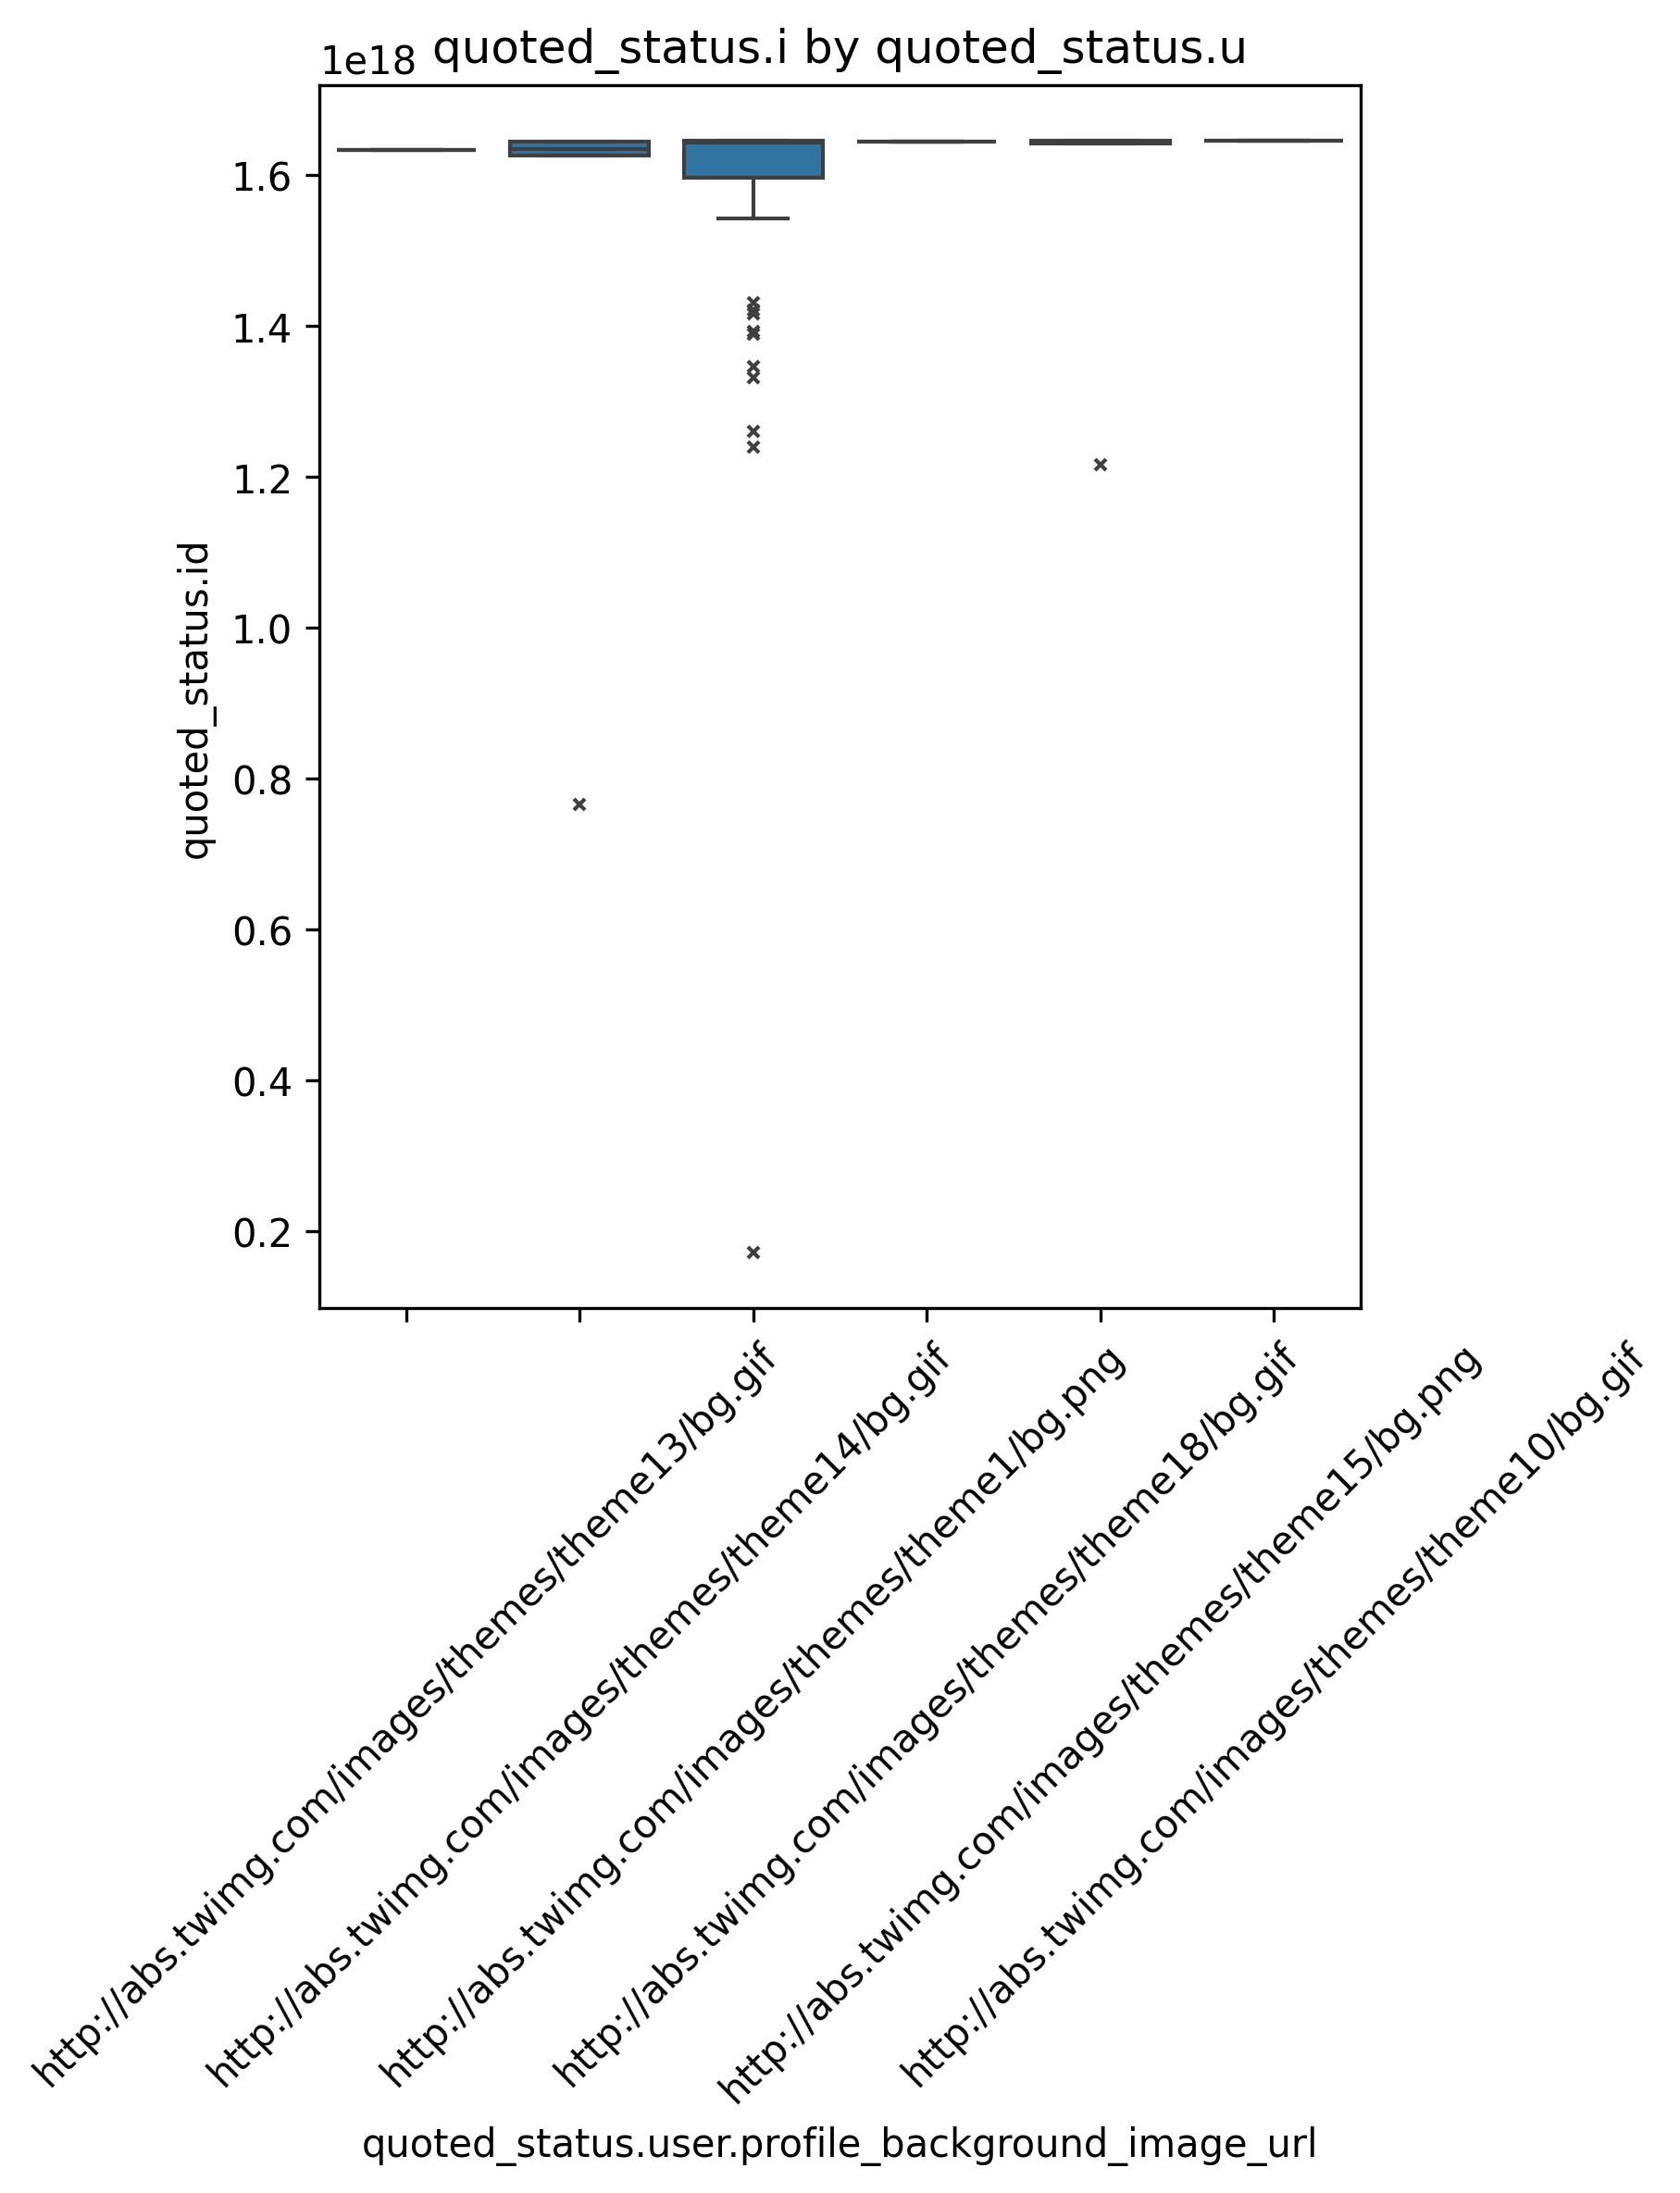 quoted_status.i by quoted_status.u
1e18
1.6
1.4
1.2
1.0
0.8
0.6
0.4
0.2
quoted_status.id
http://abs.twimg.com/images/themes/theme13/bg.gif
http://abs.twimg.com/images/themes/theme14/bg.gif
http://abs.twimg.com/images/themes/theme1/bg.png
http://abs.twimg.com/images/themes/theme18/bg.gif
http://abs.twimg.com/images/themes/theme15/bg.png
http://abs.twimg.com/images/themes/theme10/bg.gif
quoted_status.user.profile_background_image_url